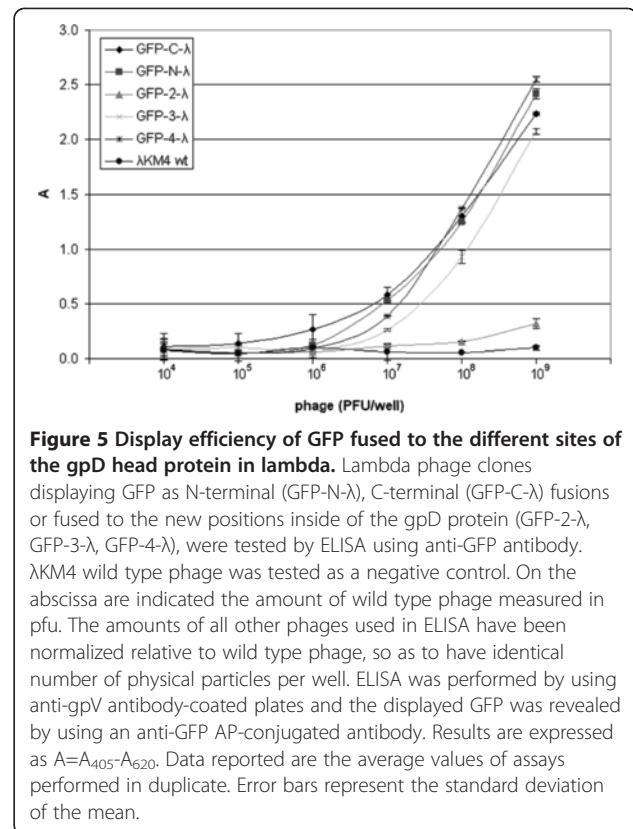 3.0
2.5
2.0
1.5
1.0
0.5
0.0
A
GFP-C-λ
GFP-N-λ
GFP-2-λ
GFP-3-λ
GFP-4-λ
λKM4 wt
10⁴ 10⁵ 10⁶ 10⁷ 10⁸ 10⁹
phage (PFU/well)
Figure 5 Display efficiency of GFP fused to the different sites of
the gpD head protein in lambda. Lambda phage clones
displaying GFP as N-terminal (GFP-N-λ), C-terminal (GFP-C-λ) fusions
or fused to the new positions inside of the gpD protein (GFP-2-λ,
GFP-3-λ, GFP-4-λ), were tested by ELISA using anti-GFP antibody.
λKM4 wild type phage was tested as a negative control. On the
abscissa are indicated the amount of wild type phage measured in
pfu. The amounts of all other phages used in ELISA have been
normalized relative to wild type phage, so as to have identical
number of physical particles per well. ELISA was performed by using
anti-gpV antibody-coated plates and the displayed GFP was revealed
by using an anti-GFP AP-conjugated antibody. Results are expressed
as A=A₄₀₅-A₆₂₀. Data reported are the average values of assays
performed in duplicate. Error bars represent the standard deviation
of the mean.